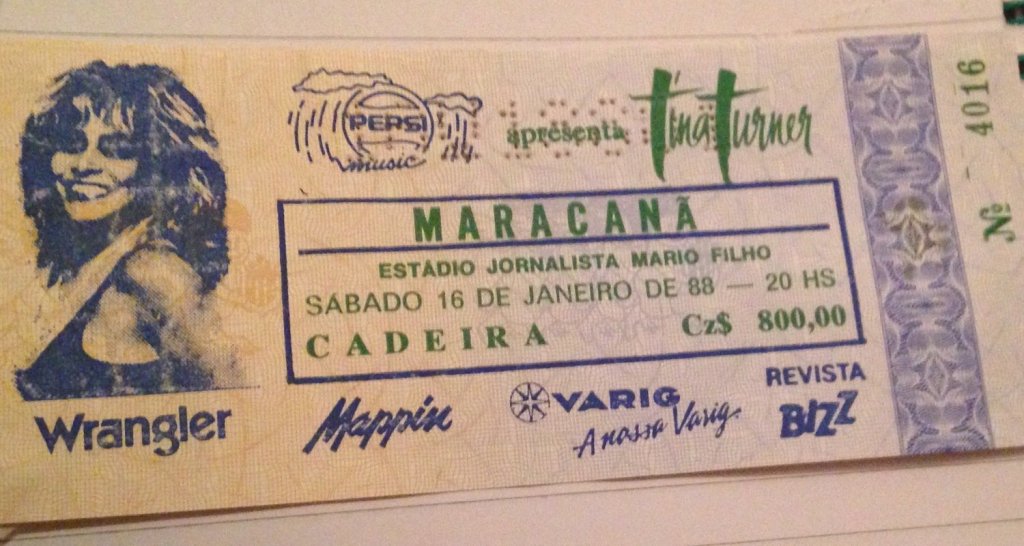 PEPSI
music
apresenta
Tina Turner
MARACANÃ
ESTÁDIO JORNALISTA MARIO FILHO
SÁBADO 16 DE JANEIRO DE 88 — 20 HS
CADEIRA Cz$ 800,00
Wrangler
Mappin
VARIG
A nossa Varig.
REVISTA
BIZZ
Nº 4016